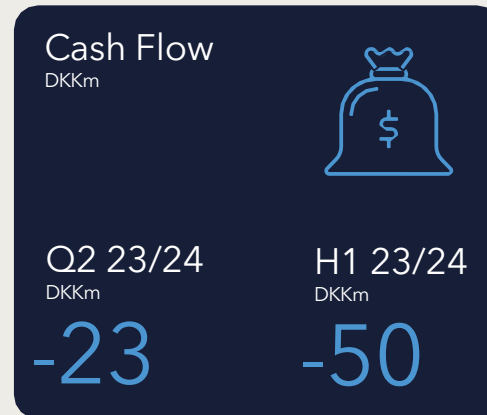 Cash Flow
DKKm
$
Q2 23/24
DKKm
-23
H1 23/24
DKKm
-50